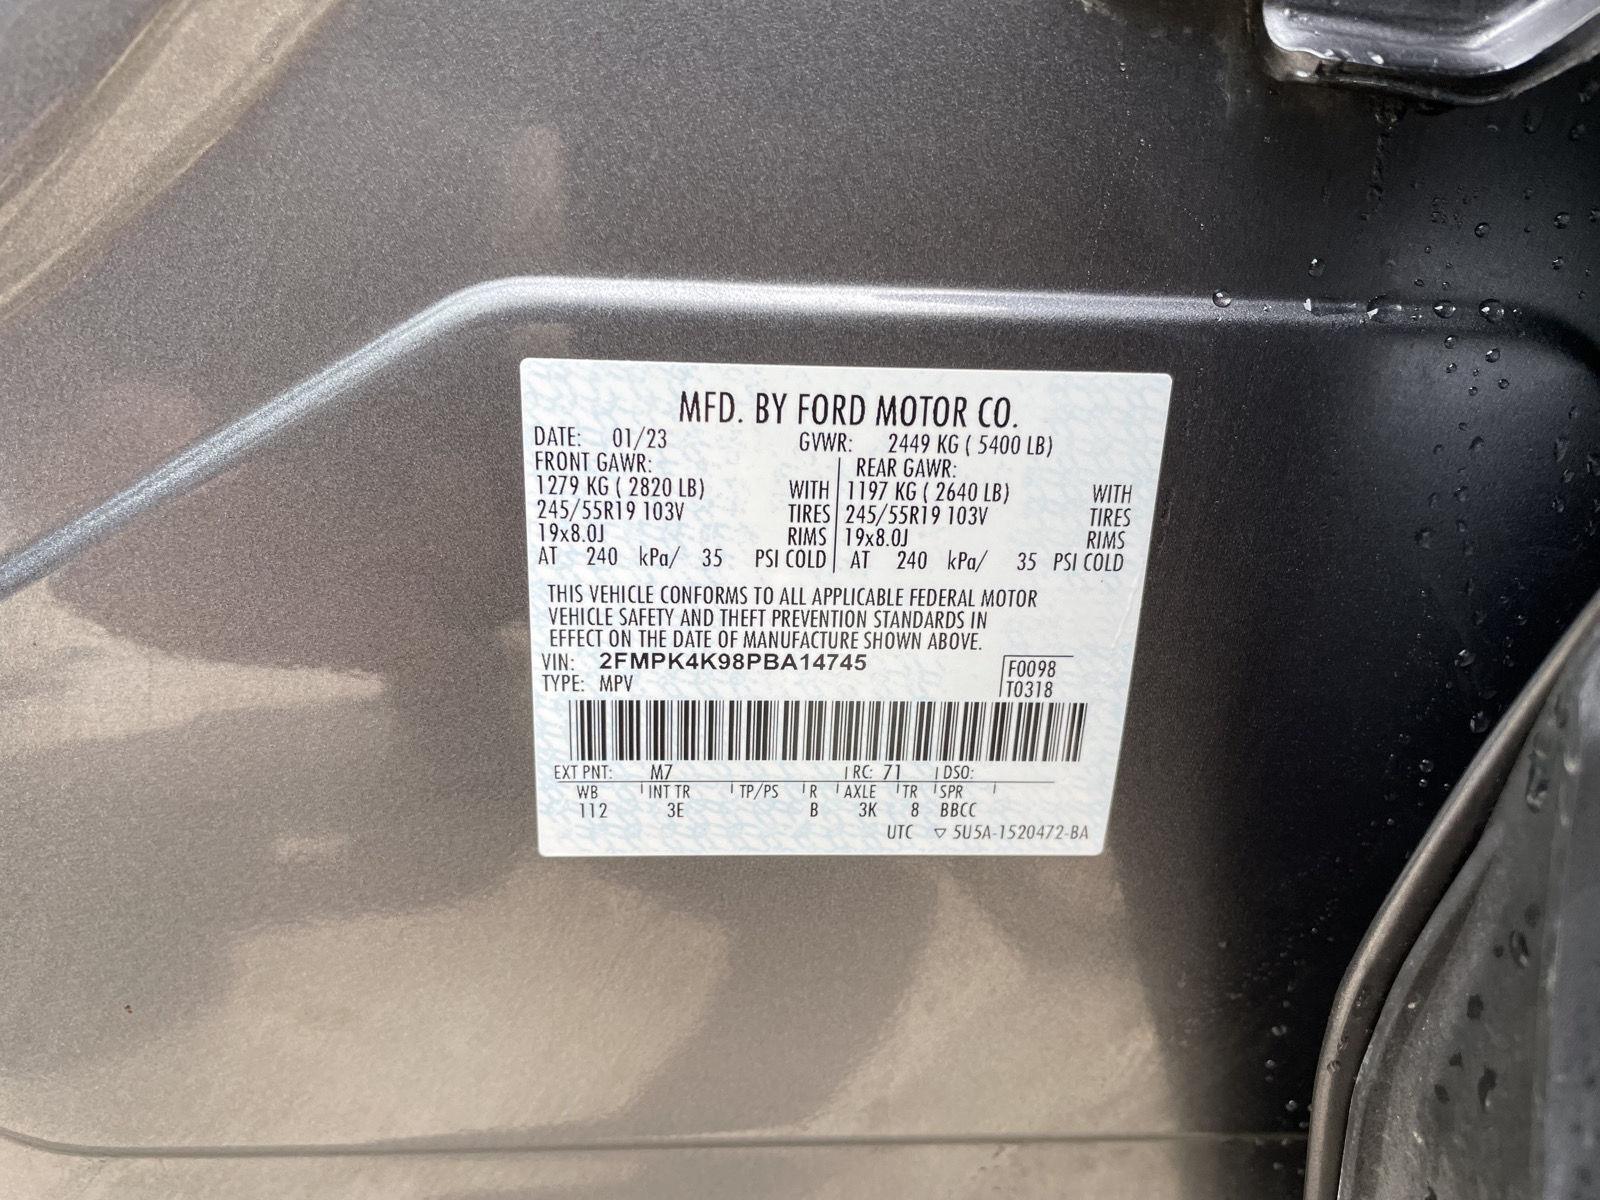 MFD. BY FORD MOTOR CO.
DATE: 01/23 GVWR: 2449 KG ( 5400 LB)
FRONT GAWR: REAR GAWR:
1279 KG ( 2820 LB) WITH 1197 KG ( 2640 LB) WITH
245/55R19 103V TIRES 245/55R19 103V TIRES
19x8.0J RIMS 19x8.0J RIMS
AT 240 kPa/ 35 PSI COLD AT 240 kPa/ 35 PSI COLD
THIS VEHICLE CONFORMS TO ALL APPLICABLE FEDERAL MOTOR
VEHICLE SAFETY AND THEFT PREVENTION STANDARDS IN
EFFECT ON THE DATE OF MANUFACTURE SHOWN ABOVE.
VIN: 2FMPK4K98PBA14745 F0098
TYPE: MPV T0318
EXT PNT: M7 RC: 71 DSO:
WB INT TR TP/PS R AXLE TR SPR
112 3E B 3K 8 BBCC
UTC ▽ 5U5A-1520472-BA